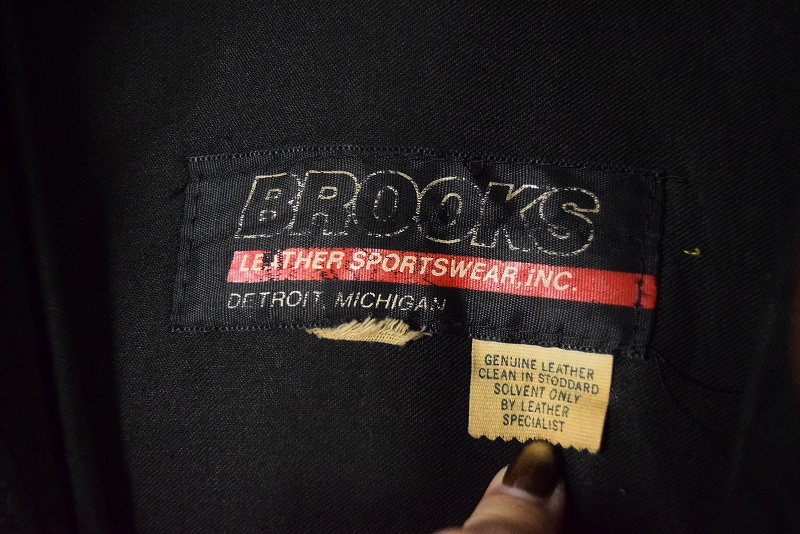 BROOKS
LEATHER SPORTSWEAR, INC.
DETROIT, MICHIGAN
GENUINE LEATHER
CLEAN IN STODDARD
SOLVENT ONLY
BY LEATHER
SPECIALIST